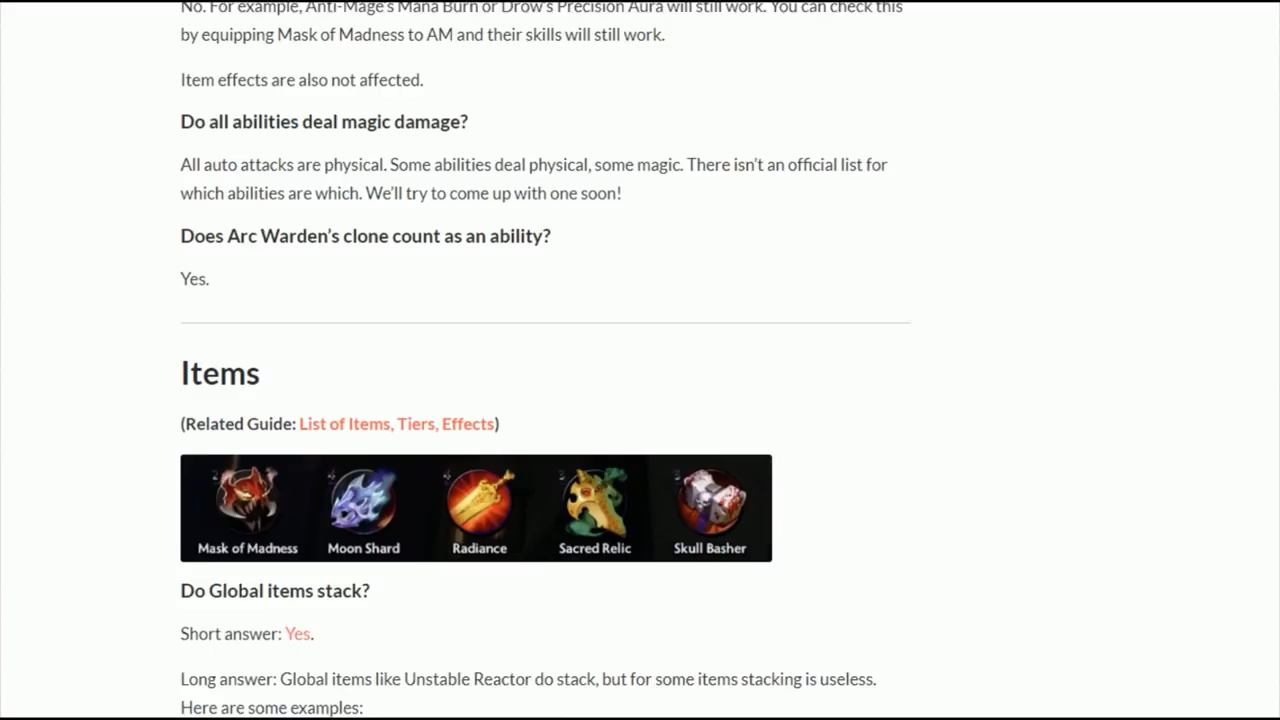 No. For example, Anti-Mage's Mana Burn or Drow's Precision Aura will still work. You can check this
by equipping Mask of Madness to AM and their skills will still work.
Item effects are also not affected.
Do all abilities deal magic damage?
All auto attacks are physical. Some abilities deal physical, some magic. There isn't an official list for
which abilities are which. We'll try to come up with one soon!
Does Arc Warden's clone count as an ability?
Yes.
Items
(Related Guide: List of Items, Tiers, Effects)
Mask of Madness Moon Shard Radiance Sacred Relic Skull Basher
Do Global items stack?
Short answer: Yes.
Long answer: Global items like Unstable Reactor do stack, but for some items stacking is useless.
Here are some examples: